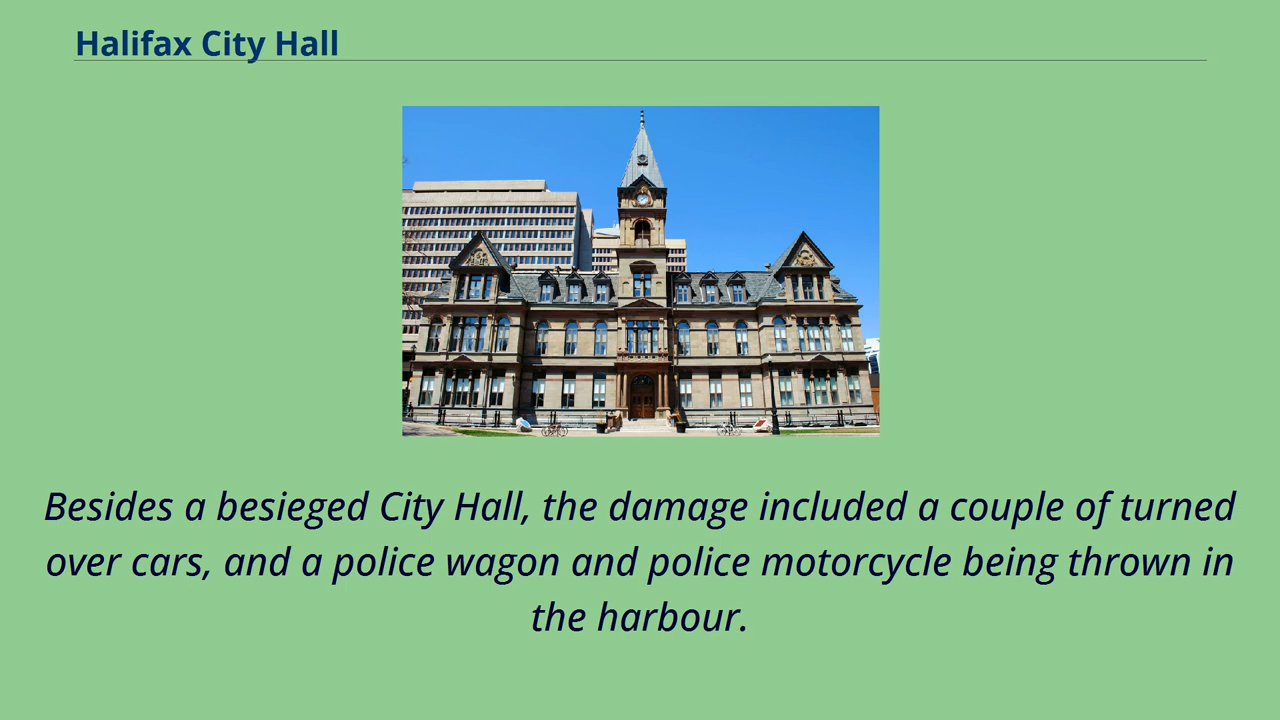 Halifax City Hall
Besides a besieged City Hall, the damage included a couple of turned
over cars, and a police wagon and police motorcycle being thrown in
the harbour.